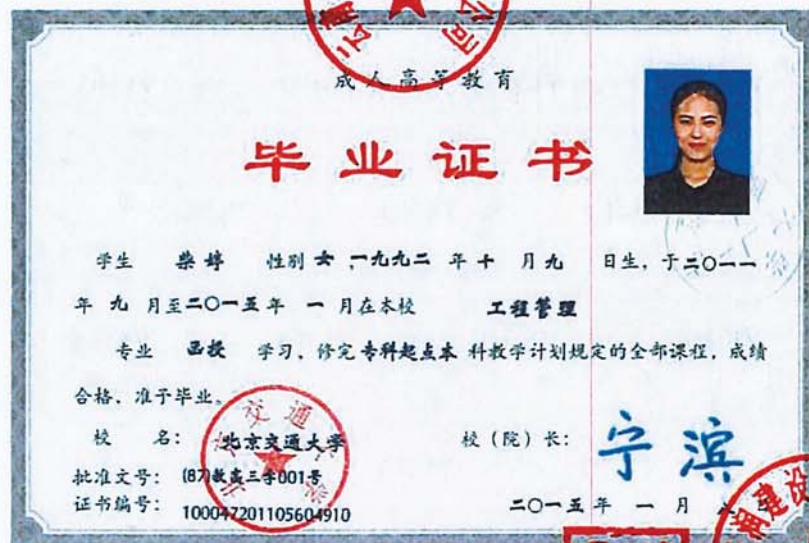 成人高等教育
毕业证书
学生 柴婷 性别 女，一九九二 年 十 月 九 日生，于二〇一一
年 九 月至二〇一五年 一 月在本校 工程管理
专业 函授 学习，修完 专科起点本 科教学计划规定的全部课程，成绩
合格，准予毕业。
校 名： 北京交通大学
校（院）长： 宁滨
批准文号： (87)教高三字001号
证书编号： 100047201105604910
二〇一五年 一 月 日